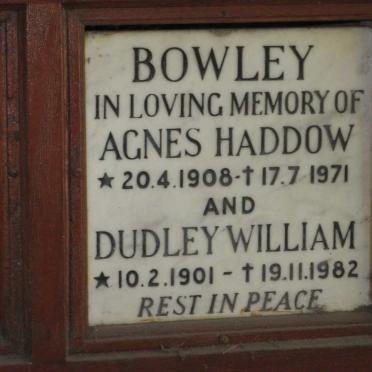 BOWLEY
IN LOVING MEMORY OF
AGNES HADDOW
★ 20.4.1908-† 17.7 1971
AND
DUDLEY WILLIAM
★ 10.2.1901 - † 19.11.1982
REST IN PEACE